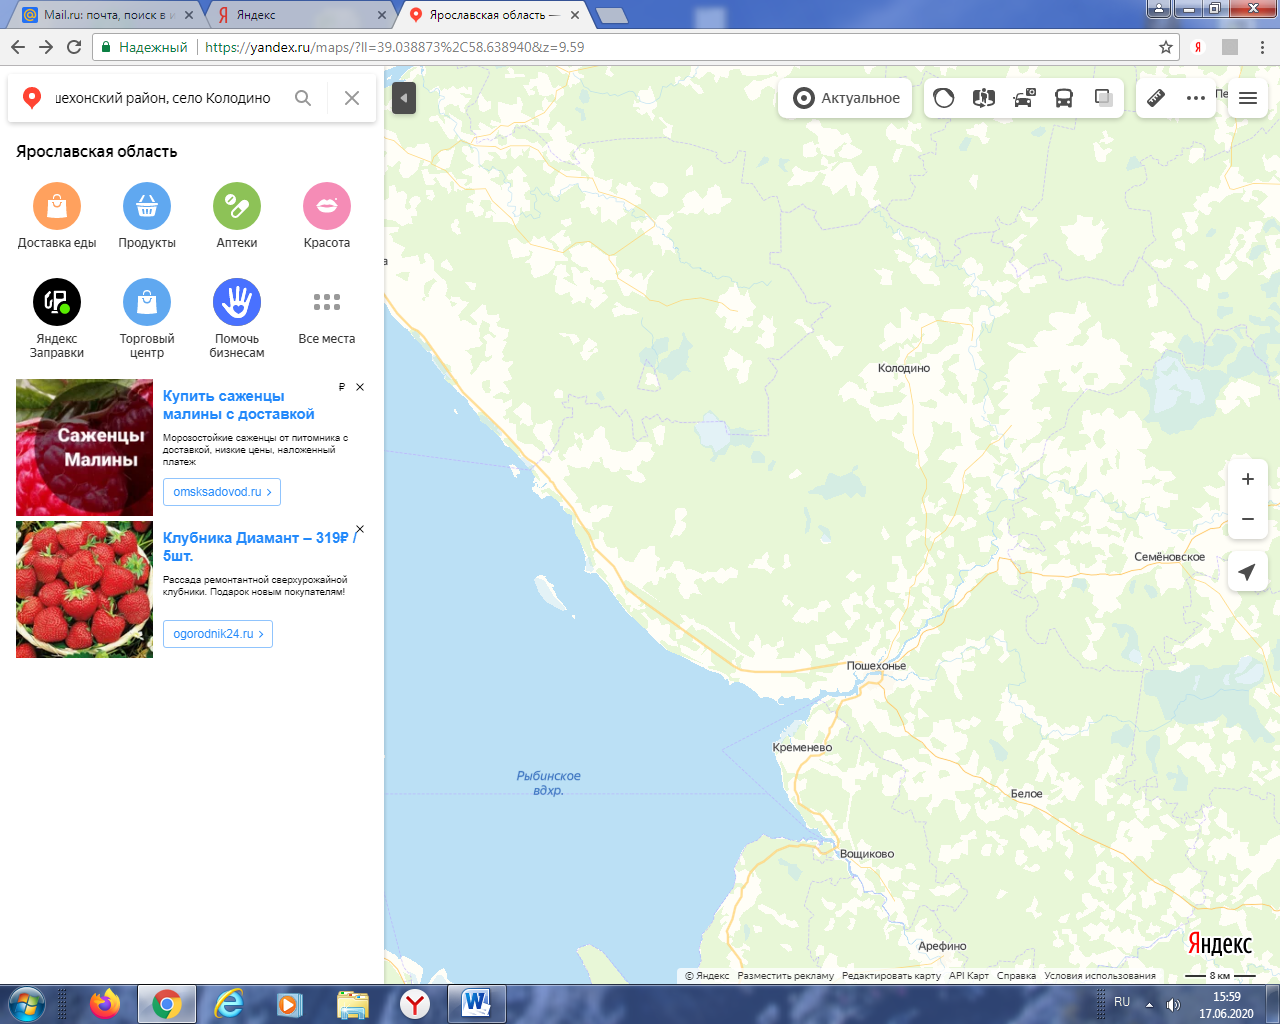 Mail.ru: почта, поиск в и
Яндекс
Ярославская область —
Надежный
https://yandex.ru/maps/?ll=39.038873%2C58.638940&z=9.59
шехонский район, село Колодино
Актуальное
Пе
Ярославская область
Доставка еды
Продукты
Аптеки
Красота
Яндекс
Заправки
Торговый
центр
Помочь
бизнесам
Все места
Саженцы
Малины
Купить саженцы
малины с доставкой
₽
Морозостойкие саженцы от питомника с
доставкой, низкие цены, наложенный
платеж
omsksadovod.ru
Клубника Диамант – 319₽ /
5шт.
Рассада ремонтантной сверхурожайной
клубники. Подарок новым покупателям!
ogorodnik24.ru
а
Колодино
Семёновское
Пошехонье
Кременево
Рыбинское
вдхр.
Белое
Вощиково
Арефино
Яндекс
© Яндекс Разместить рекламу Редактировать карту API Карт Справка Условия использования
8 км
RU
15:59
17.06.2020